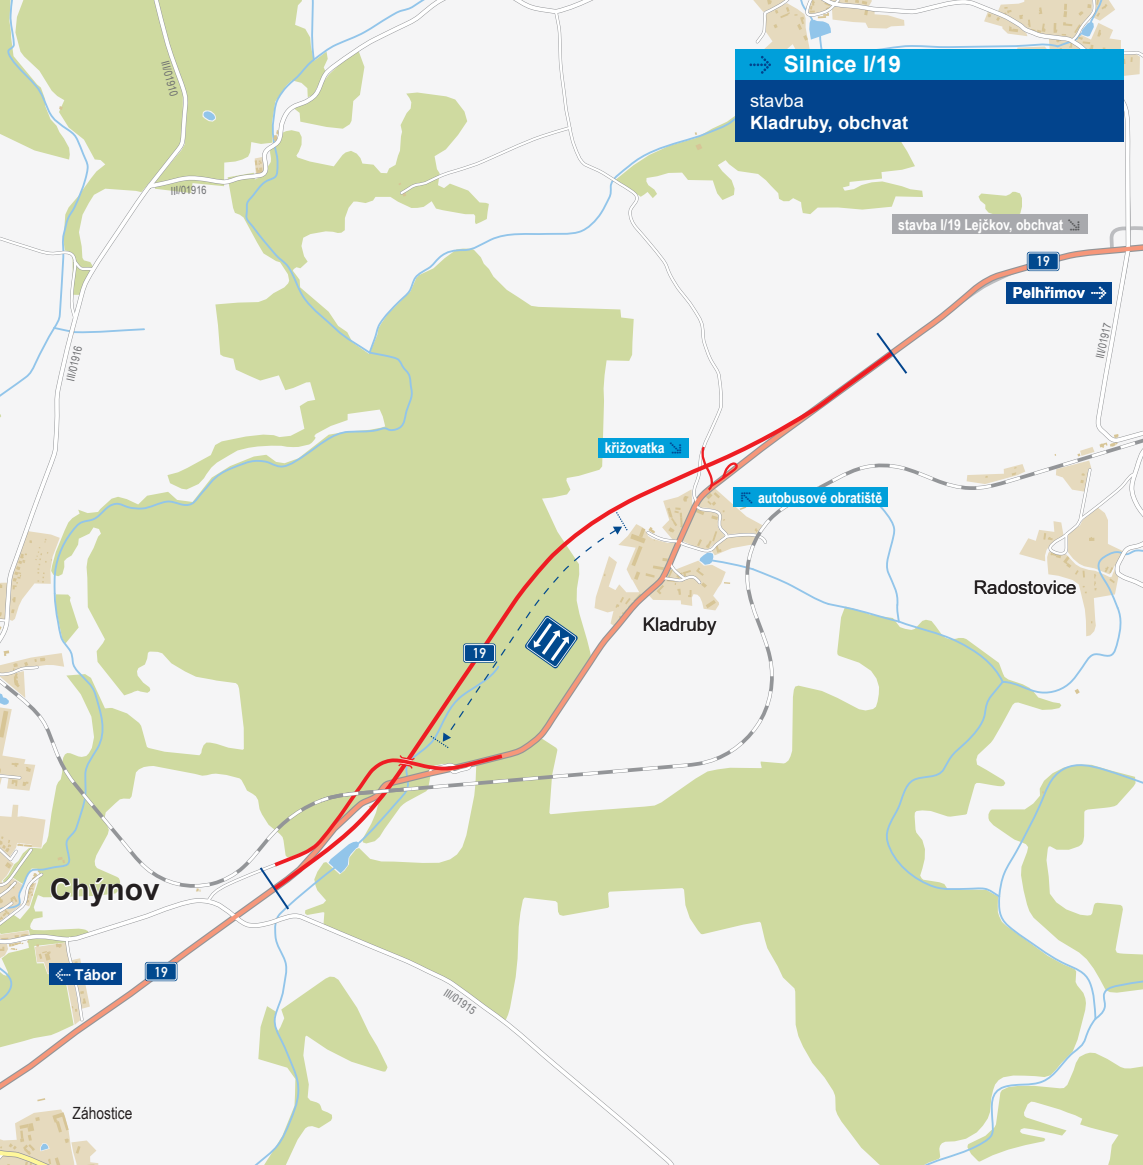 Silnice I/19
stavba
Kladruby, obchvat
III/01910
III/01916
stavba I/19 Lejčkov, obchvat
19
Pelhřimov
III/01917
III/01916
křižovatka
autobusové obratiště
Radostovice
Kladruby
19
Chýnov
Tábor
19
III/01915
Záhostice